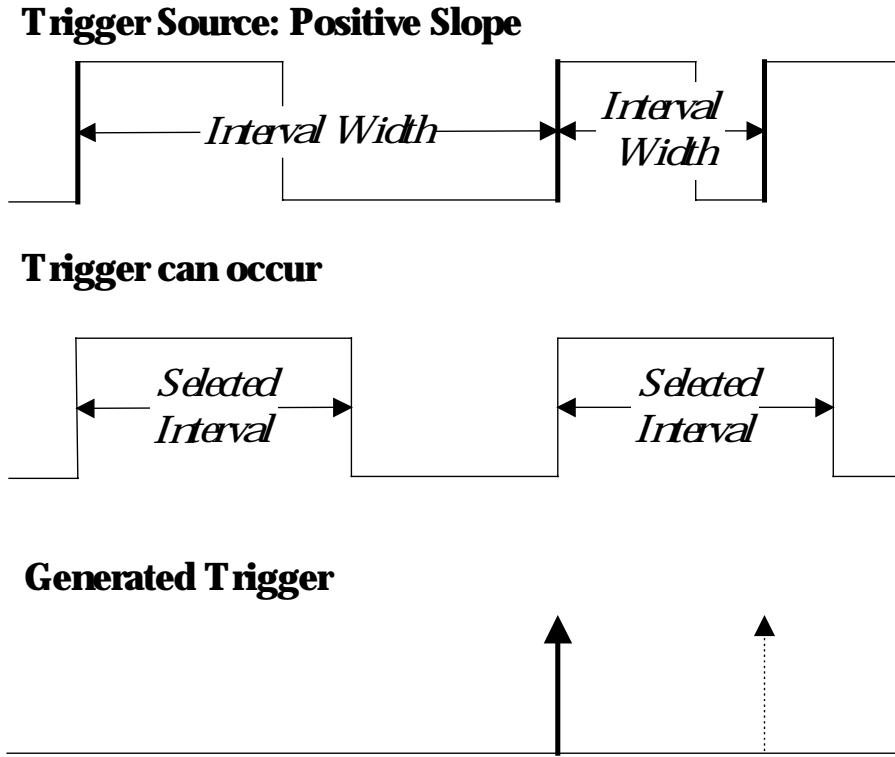 Trigger Source: Positive Slope
Interval Width
Interval
Width
Trigger can occur
Selected
Interval
Selected
Interval
Generated Trigger